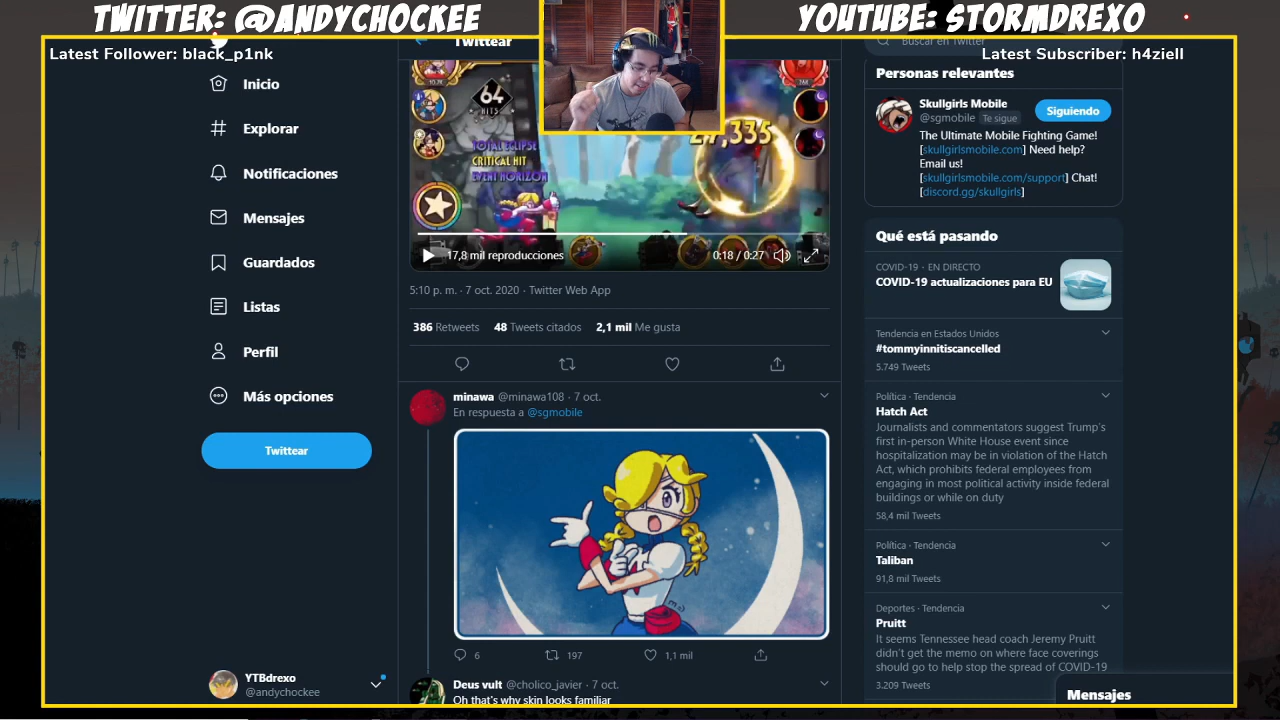 TWITTER: @ANDYCHOCKEE
YOUTUBE: STORMDREXO
Latest Follower: black_p1nk
Latest Subscriber: h4ziell
Inicio
Explorar
Notificaciones
Mensajes
Guardados
Listas
Perfil
Más opciones
Twittear
YTBdrexo
@andychockee
Twittear
64
HITS
TOTAL ECLIPSE
CRITICAL HIT
EVENT HORIZON
17,8 mil reproducciones
0:18 / 0:27
5:10 p. m. · 7 oct. 2020 · Twitter Web App
386 Retweets 48 Tweets citados 2,1 mil Me gusta
minawa @minawa108 · 7 oct.
En respuesta a @sgmobile
6 197 1,1 mil
Deus vult @cholico_javier · 7 oct.
Oh that's why skin looks familiar
Buscar en Twitter
Personas relevantes
Skullgirls Mobile
@sgmobile Te sigue
Siguiendo
The Ultimate Mobile Fighting Game!
[skullgirlsmobile.com] Need help?
Email us!
[skullgirlsmobile.com/support] Chat!
[discord.gg/skullgirls]
Qué está pasando
COVID-19 · EN DIRECTO
COVID-19 actualizaciones para EU
Tendencia en Estados Unidos
#tommyinnitiscancelled
5.749 Tweets
Política · Tendencia
Hatch Act
Journalists and commentators suggest Trump's
first in-person White House event since
hospitalization may be in violation of the Hatch
Act, which prohibits federal employees from
engaging in most political activity inside federal
buildings or while on duty
58,4 mil Tweets
Política · Tendencia
Taliban
91,8 mil Tweets
Deportes · Tendencia
Pruitt
It seems Tennessee head coach Jeremy Pruitt
didn't get the memo on where face coverings
should go to help stop the spread of COVID-19
3.209 Tweets
Mensajes